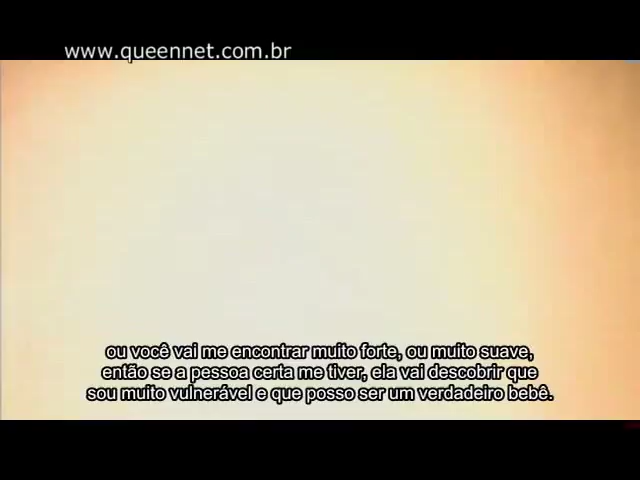 www.queennet.com.br
ou você vai me encontrar muito forte, ou muito suave,
então se a pessoa certa me tiver, ela vai descobrir que
sou muito vulnerável e que posso ser um verdadeiro bebê.